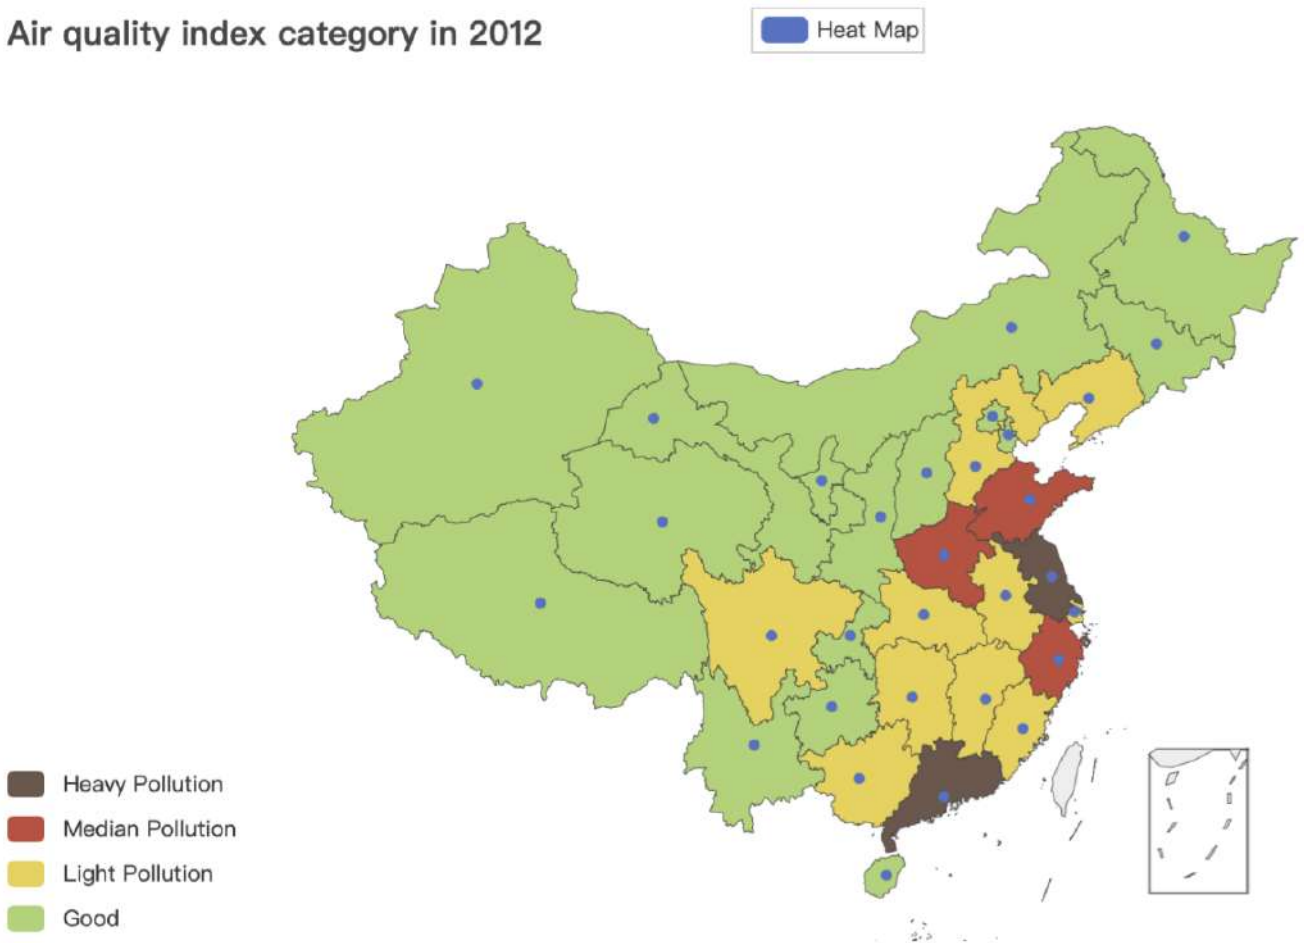 Air quality index category in 2012
Heat Map
Heavy Pollution
Median Pollution
Light Pollution
Good